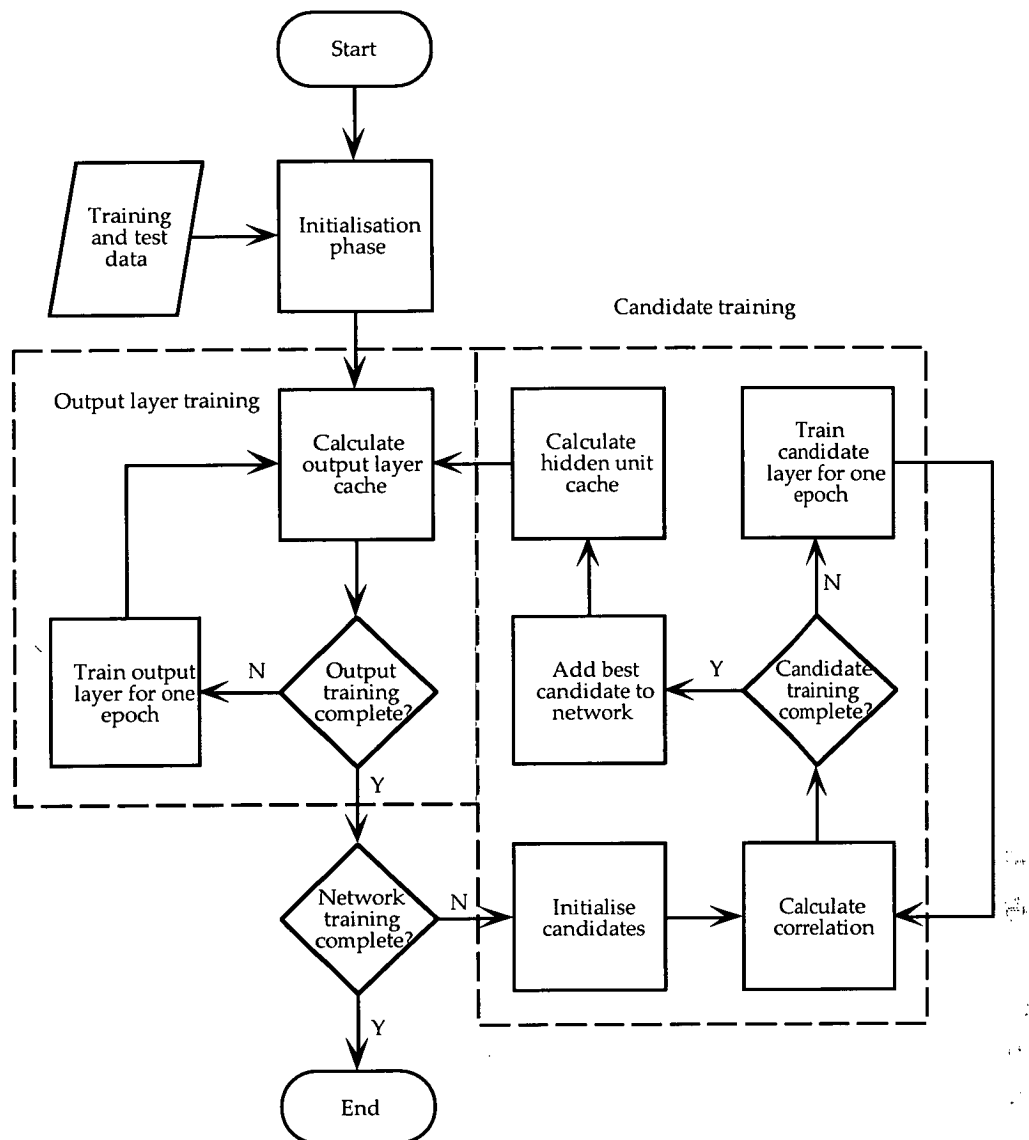 Start
Training
and test
data
Initialisation
phase
Candidate training
Output layer training
Calculate
output layer
cache
Calculate
hidden unit
cache
Train
candidate
layer for one
epoch
N
Train output
layer for one
epoch
N
Output
training
complete?
Add best
candidate to
network
Y
Candidate
training
complete?
Y
Network
training
complete?
N
Initialise
candidates
Calculate
correlation
Y
End